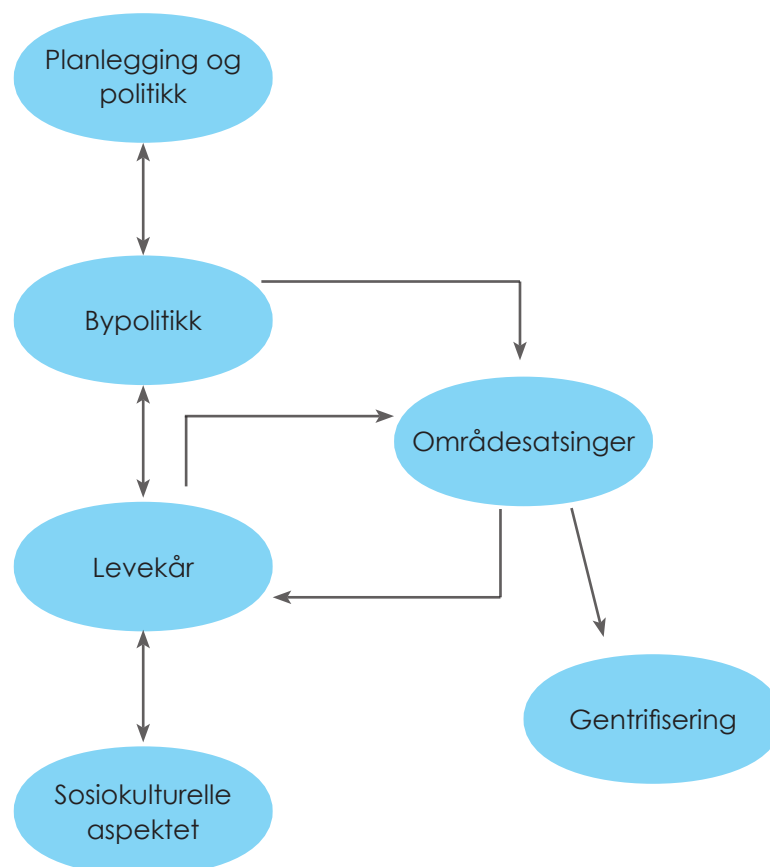 Planlegging og
politikk
Bypolitikk
Områdesatsinger
Levekår
Gentrifisering
Sosiokulturelle
aspektet